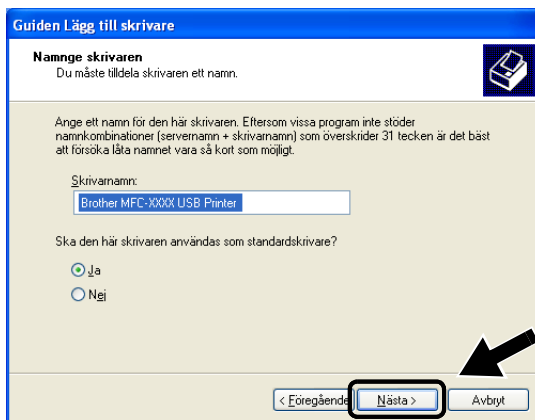 Guiden Lägg till skrivare
Namnge skrivaren
Du måste tilldela skrivaren ett namn.
Ange ett namn för den här skrivaren. Eftersom vissa program inte stöder
namnkombinationer (servernamn + skrivarnamn) som överskrider 31 tecken är det bäst
att försöka låta namnet vara så kort som möjligt.
Skrivarnamn:
Brother MFC-XXXX USB Printer
Ska den här skrivaren användas som standardskrivare?
Ja
Nej
< Föregående
Nästa >
Avbryt